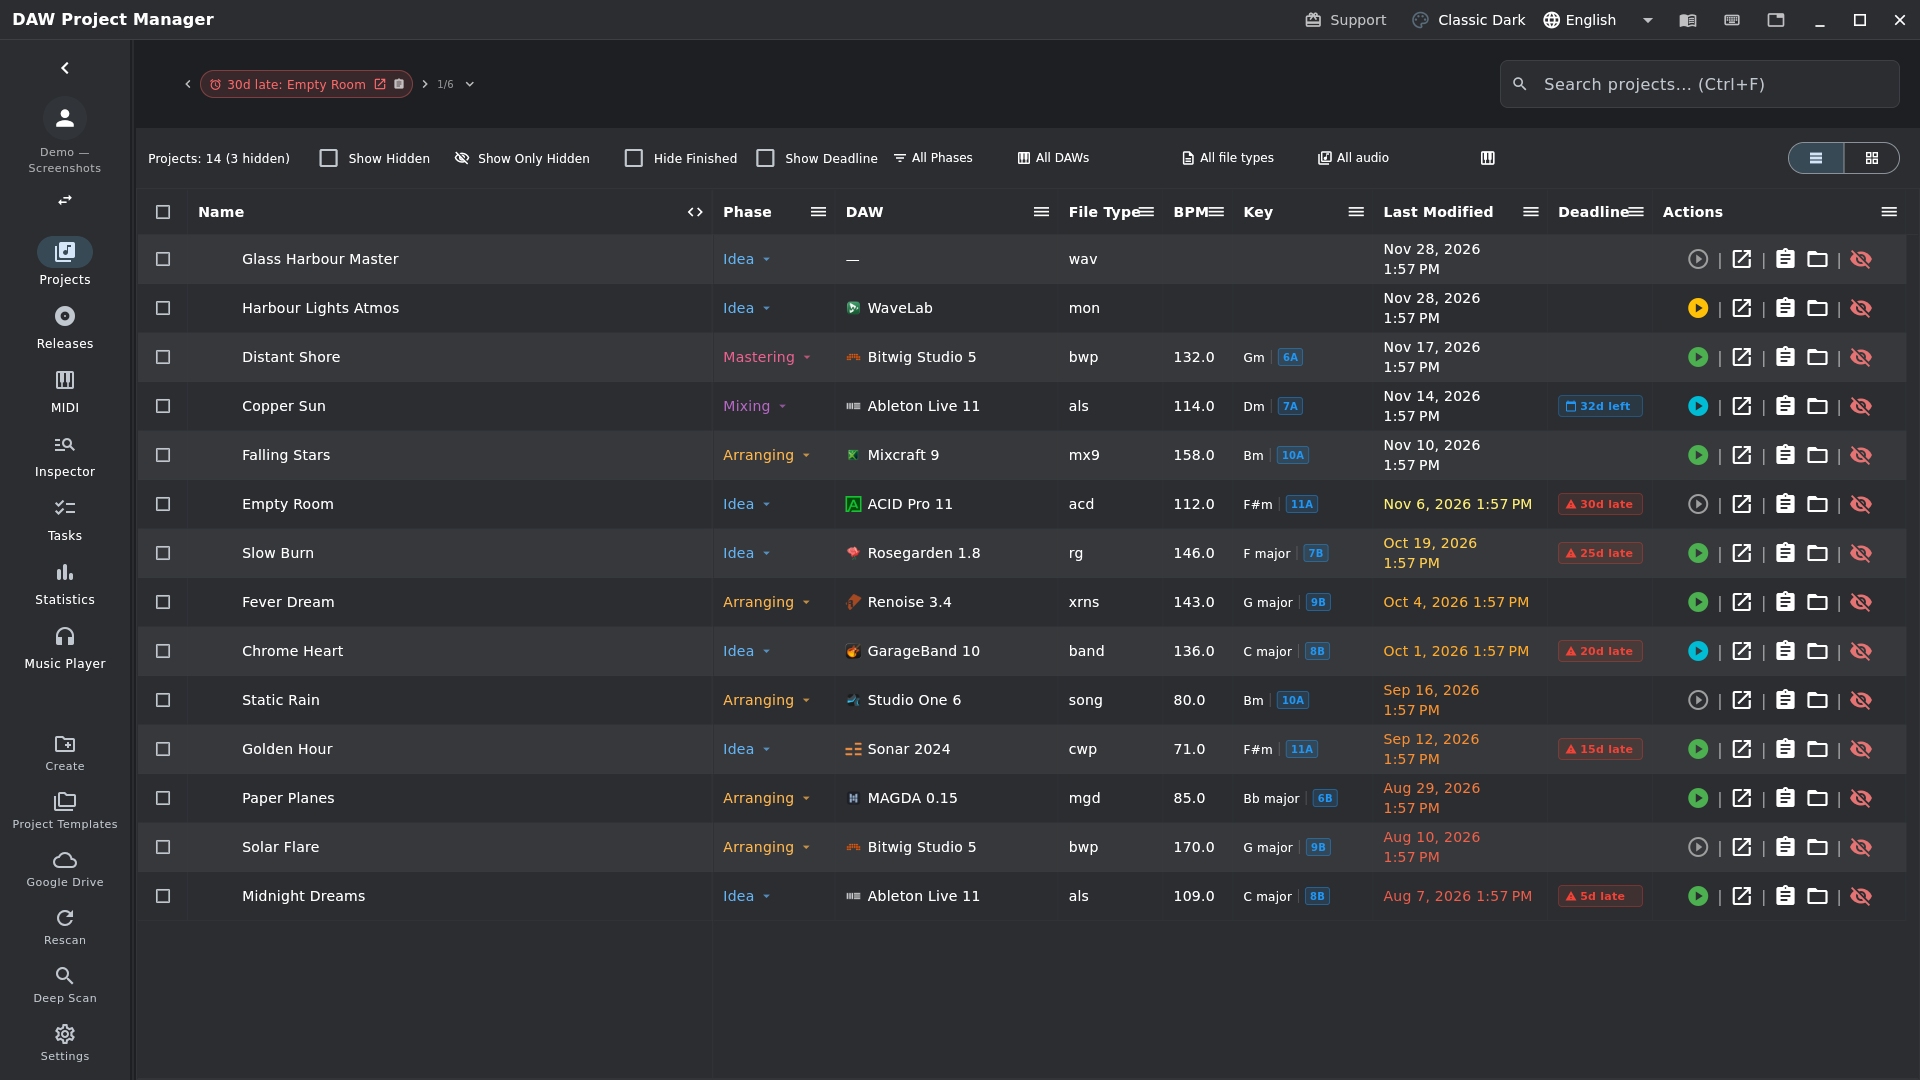 DAW Project Manager
Support
Classic Dark
English
30d late: Empty Room
1/6
Search projects... (Ctrl+F)
Demo —
Screenshots
Projects
Releases
MIDI
Inspector
Tasks
Statistics
Music Player
Create
Project Templates
Google Drive
Rescan
Deep Scan
Settings
Projects: 14 (3 hidden)
Show Hidden
Show Only Hidden
Hide Finished
Show Deadline
All Phases
All DAWs
All file types
All audio
Name Phase DAW File Type BPM Key Last Modified Deadline Actions
Glass Harbour Master Idea — wav Nov 28, 2026
1:57 PM
Harbour Lights Atmos Idea WaveLab mon Nov 28, 2026
1:57 PM
Distant Shore Mastering Bitwig Studio 5 bwp 132.0 Gm 6A Nov 17, 2026
1:57 PM
Copper Sun Mixing Ableton Live 11 als 114.0 Dm 7A Nov 14, 2026
1:57 PM 32d left
Falling Stars Arranging Mixcraft 9 mx9 158.0 Bm 10A Nov 10, 2026
1:57 PM
Empty Room Idea ACID Pro 11 acd 112.0 F#m 11A Nov 6, 2026 1:57 PM 30d late
Slow Burn Idea Rosegarden 1.8 rg 146.0 F major 7B Oct 19, 2026
1:57 PM 25d late
Fever Dream Arranging Renoise 3.4 xrns 143.0 G major 9B Oct 4, 2026 1:57 PM
Chrome Heart Idea GarageBand 10 band 136.0 C major 8B Oct 1, 2026 1:57 PM 20d late
Static Rain Arranging Studio One 6 song 80.0 Bm 10A Sep 16, 2026
1:57 PM
Golden Hour Idea Sonar 2024 cwp 71.0 F#m 11A Sep 12, 2026
1:57 PM 15d late
Paper Planes Arranging MAGDA 0.15 mgd 85.0 Bb major 6B Aug 29, 2026
1:57 PM
Solar Flare Arranging Bitwig Studio 5 bwp 170.0 G major 9B Aug 10, 2026
1:57 PM
Midnight Dreams Idea Ableton Live 11 als 109.0 C major 8B Aug 7, 2026 1:57 PM 5d late